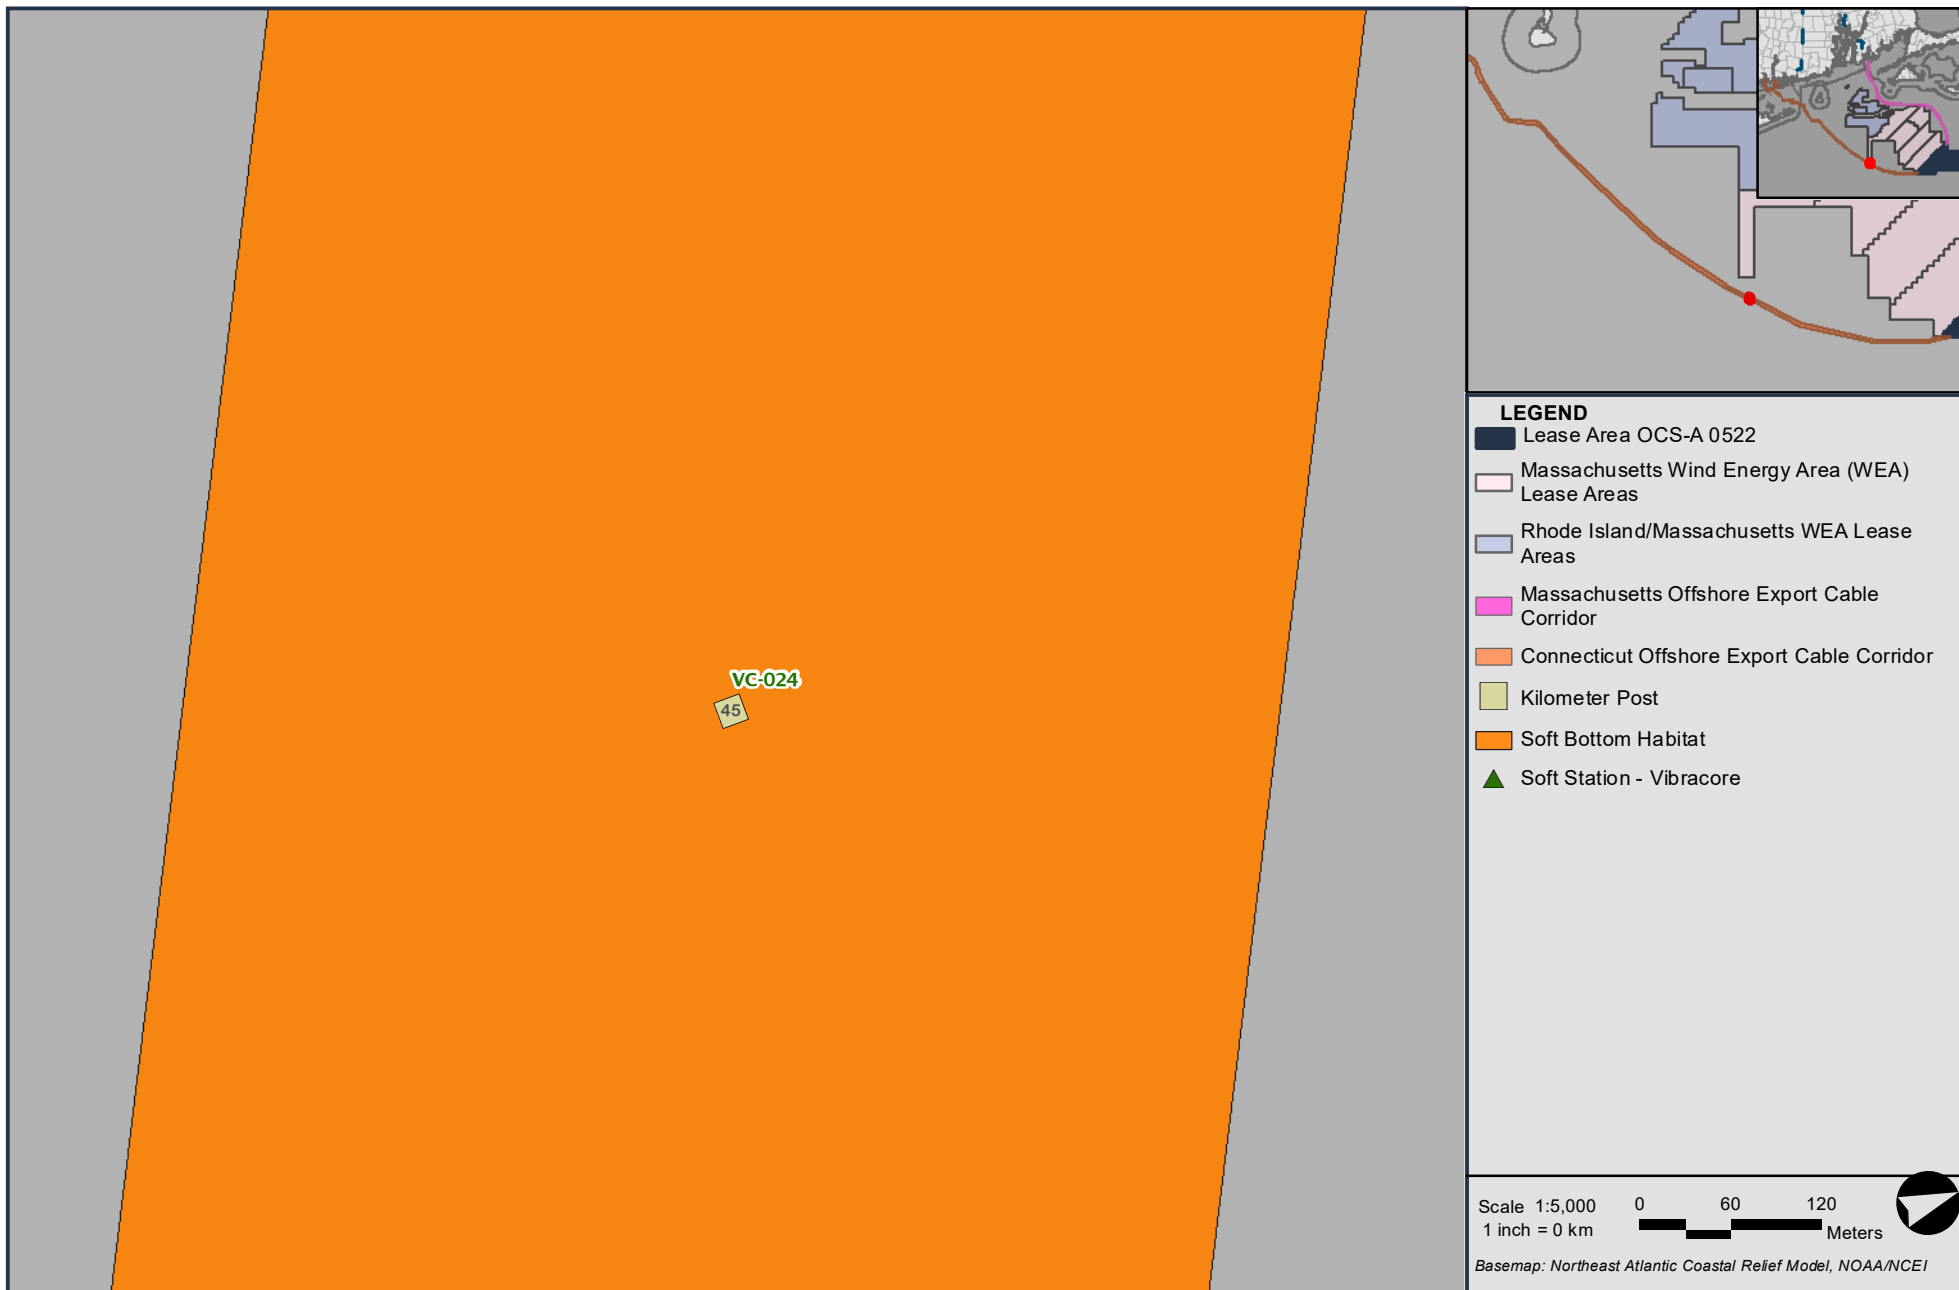 VC-024
45
LEGEND
Lease Area OCS-A 0522
Massachusetts Wind Energy Area (WEA)
Lease Areas
Rhode Island/Massachusetts WEA Lease
Areas
Massachusetts Offshore Export Cable
Corridor
Connecticut Offshore Export Cable Corridor
Kilometer Post
Soft Bottom Habitat
Soft Station - Vibracore
Scale 1:5,000
1 inch = 0 km
0 60 120
Meters
Basemap: Northeast Atlantic Coastal Relief Model, NOAA/NCEI